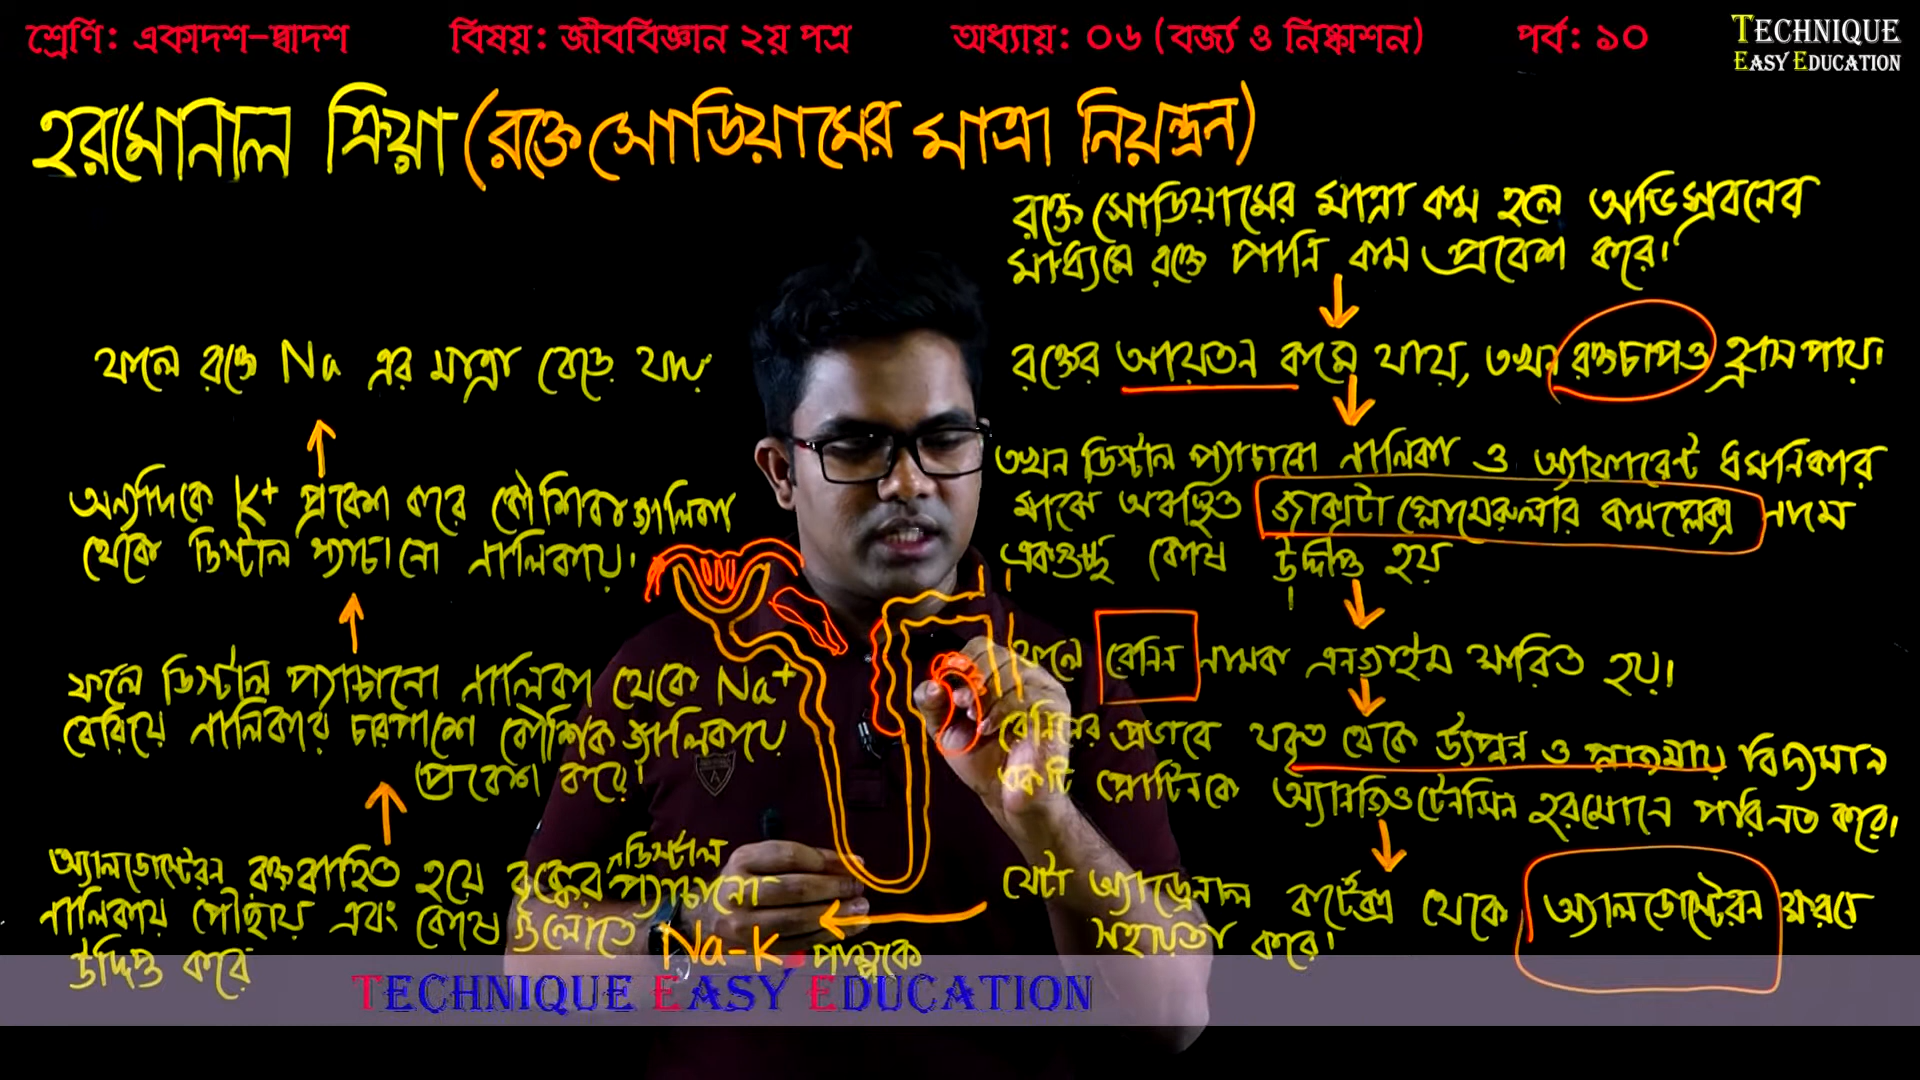 শ্রেণি: একাদশ-দ্বাদশ বিষয়: জীববিজ্ঞান ২য় পত্র অধ্যায়: ০৬ (বর্জ্য ও নিষ্কাশন) পর্ব: ১০
TECHNIQUE
EASY EDUCATION
হরমোনাল ক্রিয়া (রক্তে সোডিয়ামের মাত্রা নিয়ন্ত্রন)
রক্তে সোডিয়ামের মাত্রা কম হলে অভিস্রবনের
মাধ্যমে রক্তে পানি কম প্রবেশ করে।
রক্তের আয়তন কমে যায়, তখন রক্তচাপও হ্রাস পায়।
তখন ডিস্টাল প্যাচানো নালিকা ও অ্যাফারেন্ট ধমনিকার
মাঝে অবস্থিত জাক্সটা গ্লোমেরুলার কমপ্লেক্স নামে
একগুচ্ছ কোষ উদ্দীপ্ত হয়
ফলে রেনিন নামক এনজাইম ক্ষরিত হয়।
রেনিনের প্রভাবে যকৃত থেকে উৎপন্ন ও প্লাজমায় বিদ্যমান
একটি প্রোটিনকে অ্যানজিওটেনসিন হরমোনে পরিনত করে।
যেটা অ্যাড্রেনাল কর্টেক্স থেকে অ্যালডোস্টেরন ক্ষরণে
সহায়তা করে।
অ্যালডোস্টেরন রক্তবাহিত হয়ে বৃক্কের ডিস্টাল প্যাচানো
নালিকায় পৌছায় এবং কোষ গুলোতে Na-K পাম্পকে
উদ্দিপ্ত করে
ফলে ডিস্টাল প্যাচানো নালিকা থেকে Na+
বেরিয়ে নালিকার চারপাশে কৌশিক জালিকায়
প্রবেশ করে।
অন্যদিকে K+ প্রবেশ করে কৌশিক জালিকা
থেকে ডিস্টাল প্যাচানো নালিকায়।
ফলে রক্তে Na এর মাত্রা বেড়ে যায়
TECHNIQUE EASY EDUCATION